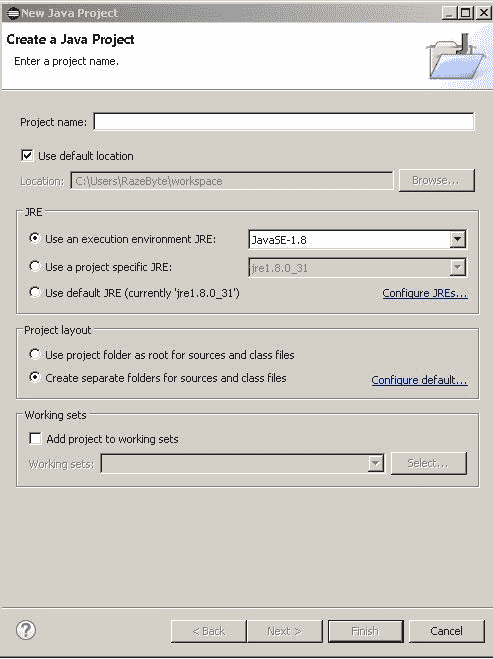 New Java Project
Create a Java Project
Enter a project name.
Project name:
Use default location
Location: C:\Users\RazeByte\workspace Browse...
JRE
Use an execution environment JRE: JavaSE-1.8
Use a project specific JRE: jre1.8.0_31
Use default JRE (currently 'jre1.8.0_31') Configure JREs...
Project layout
Use project folder as root for sources and class files
Create separate folders for sources and class files Configure default...
Working sets
Add project to working sets
Working sets: Select...
? < Back Next > Finish Cancel